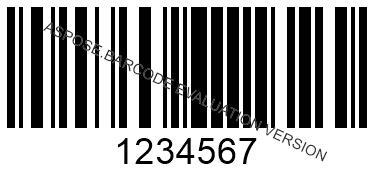 ASPOSE.BARCODE EVALUATION VERSION
1234567